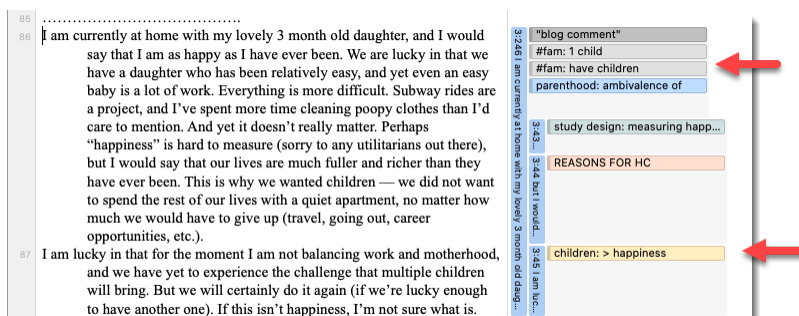 85 ........................................
86 I am currently at home with my lovely 3 month old daughter, and I would
say that I am as happy as I have ever been. We are lucky in that we
have a daughter who has been relatively easy, and yet even an easy
baby is a lot of work. Everything is more difficult. Subway rides are
a project, and I’ve spent more time cleaning poopy clothes than I’d
care to mention. And yet it doesn’t really matter. Perhaps
“happiness” is hard to measure (sorry to any utilitarians out there),
but I would say that our lives are much fuller and richer than they
have ever been. This is why we wanted children — we did not want
to spend the rest of our lives with a quiet apartment, no matter how
much we would have to give up (travel, going out, career
opportunities, etc.).
87 I am lucky in that for the moment I am not balancing work and motherhood,
and we have yet to experience the challenge that multiple children
will bring. But we will certainly do it again (if we’re lucky enough
to have another one). If this isn’t happiness, I’m not sure what is.
3:246 I am currently at home with my lovely 3 month old daug...
"blog comment"
#fam: 1 child
#fam: have children
parenthood: ambivalence of
3:43...
study design: measuring happ...
3:44 but I would...
REASONS FOR HC
3:45 I am luc...
children: > happiness